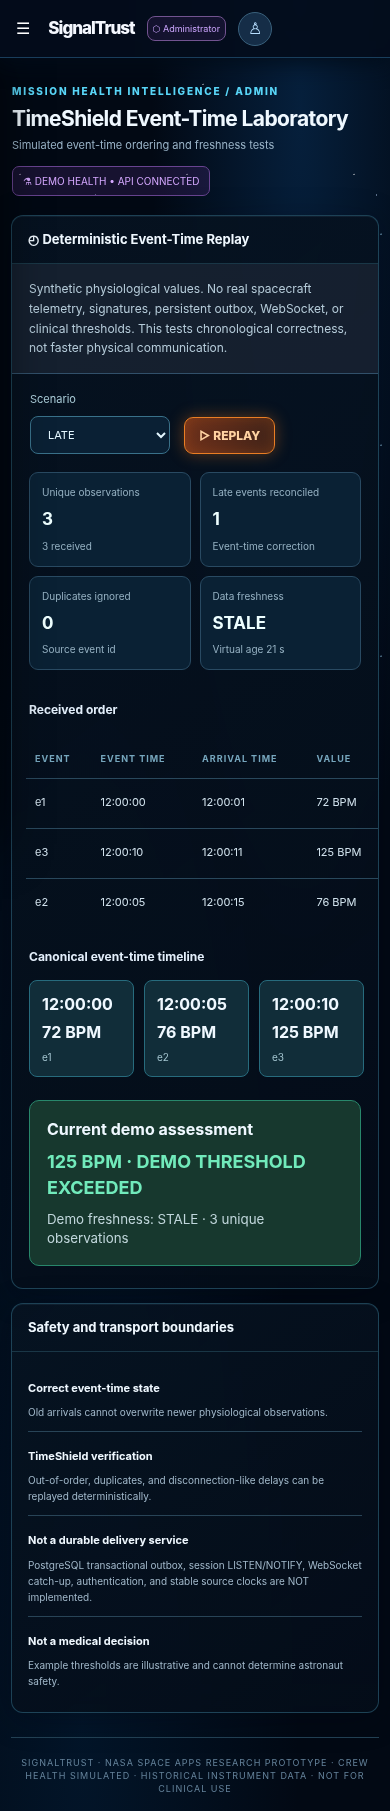 ☰ SignalTrust ⬡ Administrator ♙
MISSION HEALTH INTELLIGENCE / ADMIN
TimeShield Event-Time Laboratory
Simulated event-time ordering and freshness tests
⚗ DEMO HEALTH • API CONNECTED
◴ Deterministic Event-Time Replay
Synthetic physiological values. No real spacecraft
telemetry, signatures, persistent outbox, WebSocket, or
clinical thresholds. This tests chronological correctness,
not faster physical communication.
Scenario
LATE ▷ REPLAY
Unique observations
3
3 received
Late events reconciled
1
Event-time correction
Duplicates ignored
0
Source event id
Data freshness
STALE
Virtual age 21 s
Received order
EVENT EVENT TIME ARRIVAL TIME VALUE
e1 12:00:00 12:00:01 72 BPM
e3 12:00:10 12:00:11 125 BPM
e2 12:00:05 12:00:15 76 BPM
Canonical event-time timeline
12:00:00
72 BPM
e1
12:00:05
76 BPM
e2
12:00:10
125 BPM
e3
Current demo assessment
125 BPM · DEMO THRESHOLD
EXCEEDED
Demo freshness: STALE · 3 unique
observations
Safety and transport boundaries
Correct event-time state
Old arrivals cannot overwrite newer physiological observations.
TimeShield verification
Out-of-order, duplicates, and disconnection-like delays can be
replayed deterministically.
Not a durable delivery service
PostgreSQL transactional outbox, session LISTEN/NOTIFY, WebSocket
catch-up, authentication, and stable source clocks are NOT
implemented.
Not a medical decision
Example thresholds are illustrative and cannot determine astronaut
safety.
SIGNALTRUST · NASA SPACE APPS RESEARCH PROTOTYPE · CREW
HEALTH SIMULATED · HISTORICAL INSTRUMENT DATA · NOT FOR
CLINICAL USE